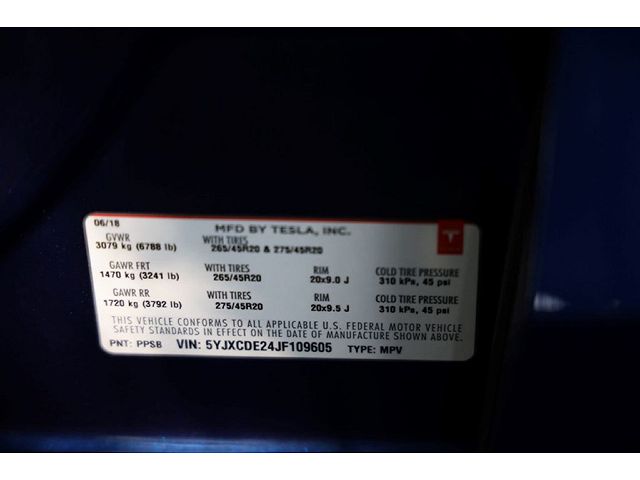 06/18 MFD BY TESLA, INC.
GVWR WITH TIRES
3079 kg (6788 lb) 265/45R20 & 275/45R20
GAWR FRT WITH TIRES RIM COLD TIRE PRESSURE
1470 kg (3241 lb) 265/45R20 20x9.0 J 310 kPa, 45 psi
GAWR RR WITH TIRES RIM COLD TIRE PRESSURE
1720 kg (3792 lb) 275/45R20 20x9.5 J 310 kPa, 45 psi
THIS VEHICLE CONFORMS TO ALL APPLICABLE U.S. FEDERAL MOTOR VEHICLE
SAFETY STANDARDS IN EFFECT ON THE DATE OF MANUFACTURE SHOWN ABOVE.
PNT: PPSB VIN: 5YJXCDE24JF109605 TYPE: MPV